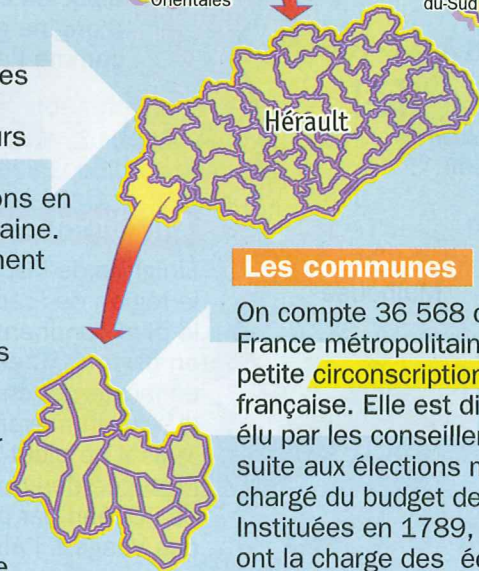 Orientales
du-Sud
es
Hérault
urs
ons en
aine.
ment
Les communes
On compte 36 568
France métropolitain
petite circonscription
s
française. Elle est di
élu par les conseiller
r
suite aux élections
chargé du budget de
Instituées en 1789,
ont la charge des
e